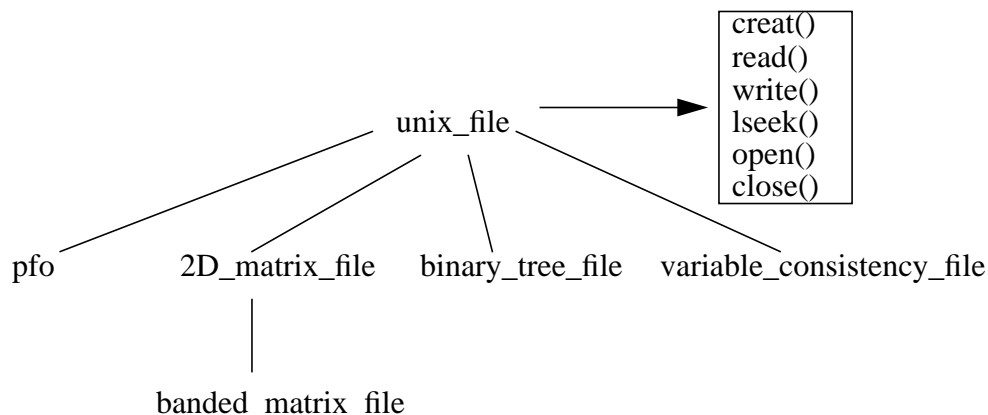 creat()
read()
write()
lseek()
open()
close()
unix_file
pfo 2D_matrix_file binary_tree_file variable_consistency_file
banded_matrix_file